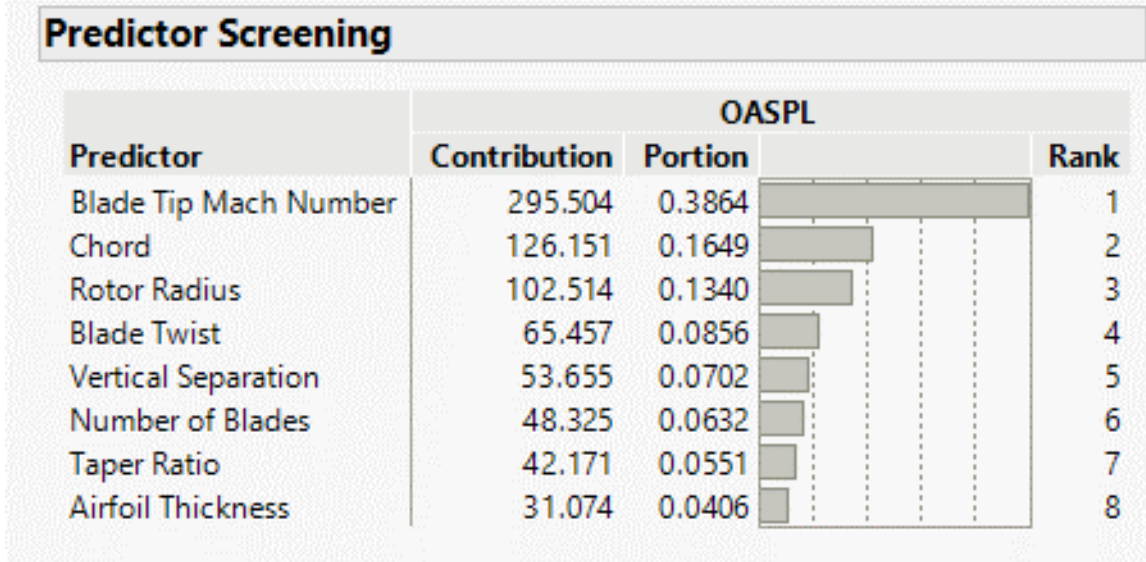 Predictor Screening
OASPL
Predictor Contribution Portion Rank
Blade Tip Mach Number 295.504 0.3864 1
Chord 126.151 0.1649 2
Rotor Radius 102.514 0.1340 3
Blade Twist 65.457 0.0856 4
Vertical Separation 53.655 0.0702 5
Number of Blades 48.325 0.0632 6
Taper Ratio 42.171 0.0551 7
Airfoil Thickness 31.074 0.0406 8